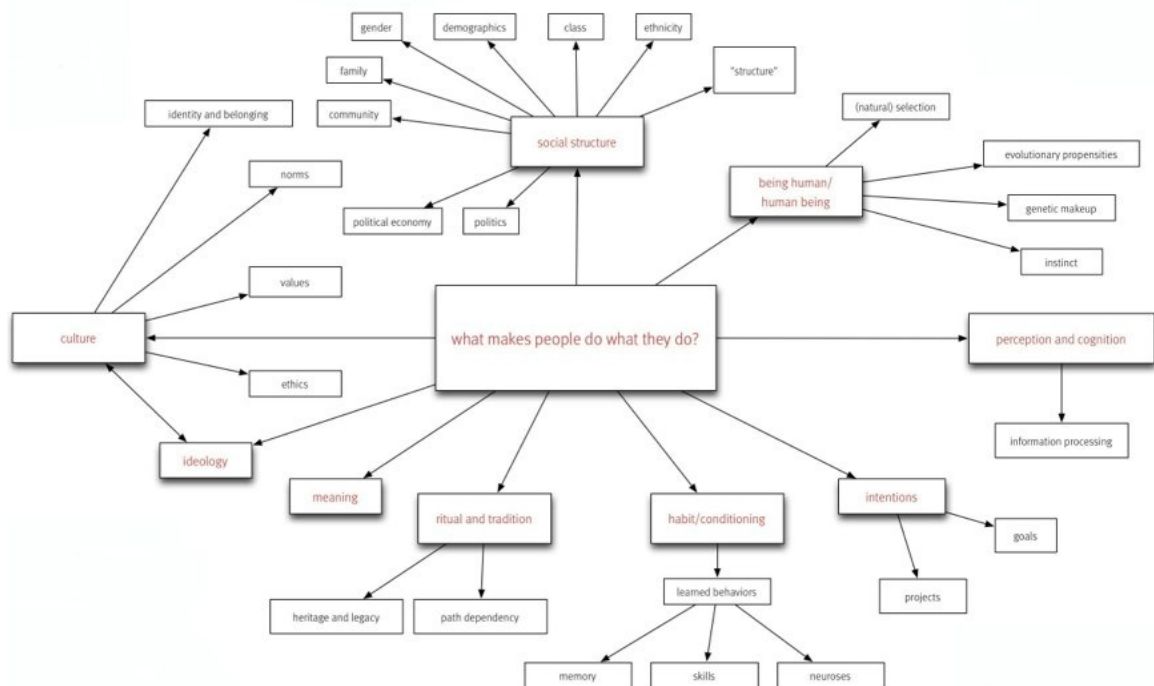 gender
demographics
class
ethnicity
family
"structure"
identity and belonging
community
(natural) selection
social structure
evolutionary propensities
norms
being human/
human being
genetic makeup
political economy
politics
instinct
values
culture
what makes people do what they do?
perception and cognition
ethics
information processing
ideology
meaning
intentions
ritual and tradition
habit/conditioning
goals
learned behaviors
projects
heritage and legacy
path dependency
memory
skills
neuroses